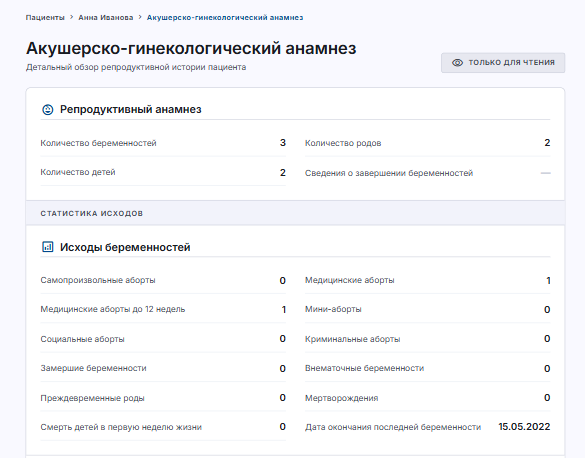 Пациенты > Анна Иванова > Акушерско-гинекологический анамнез
Акушерско-гинекологический анамнез
Детальный обзор репродуктивной истории пациента
ТОЛЬКО ДЛЯ ЧТЕНИЯ
Репродуктивный анамнез
Количество беременностей 3 Количество родов 2
Количество детей 2 Сведения о завершении беременностей —
СТАТИСТИКА ИСХОДОВ
Исходы беременностей
Самопроизвольные аборты 0 Медицинские аборты 1
Медицинские аборты до 12 недель 1 Мини-аборты 0
Социальные аборты 0 Криминальные аборты 0
Замершие беременности 0 Внематочные беременности 0
Преждевременные роды 0 Мертворождения 0
Смерть детей в первую неделю жизни 0 Дата окончания последней беременности 15.05.2022